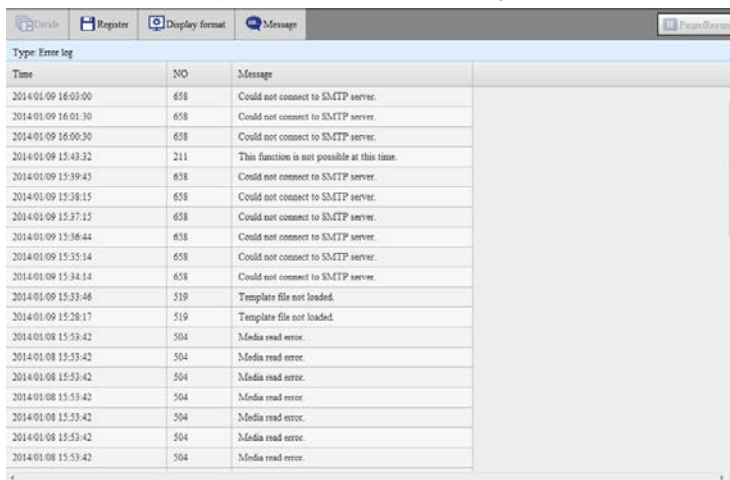 Divide Register Display format Message Pause/Resume
Type: Error log
Time NO Message
2014/01/09 16:03:00 658 Could not connect to SMTP server.
2014/01/09 16:01:30 658 Could not connect to SMTP server.
2014/01/09 16:00:30 658 Could not connect to SMTP server.
2014/01/09 15:43:32 211 This function is not possible at this time.
2014/01/09 15:39:45 658 Could not connect to SMTP server.
2014/01/09 15:38:15 658 Could not connect to SMTP server.
2014/01/09 15:37:15 658 Could not connect to SMTP server.
2014/01/09 15:36:44 658 Could not connect to SMTP server.
2014/01/09 15:35:14 658 Could not connect to SMTP server.
2014/01/09 15:34:14 658 Could not connect to SMTP server.
2014/01/09 15:33:46 519 Template file not loaded.
2014/01/09 15:28:17 519 Template file not loaded.
2014/01/08 15:53:42 504 Media read error.
2014/01/08 15:53:42 504 Media read error.
2014/01/08 15:53:42 504 Media read error.
2014/01/08 15:53:42 504 Media read error.
2014/01/08 15:53:42 504 Media read error.
2014/01/08 15:53:42 504 Media read error.
2014/01/08 15:53:42 504 Media read error.